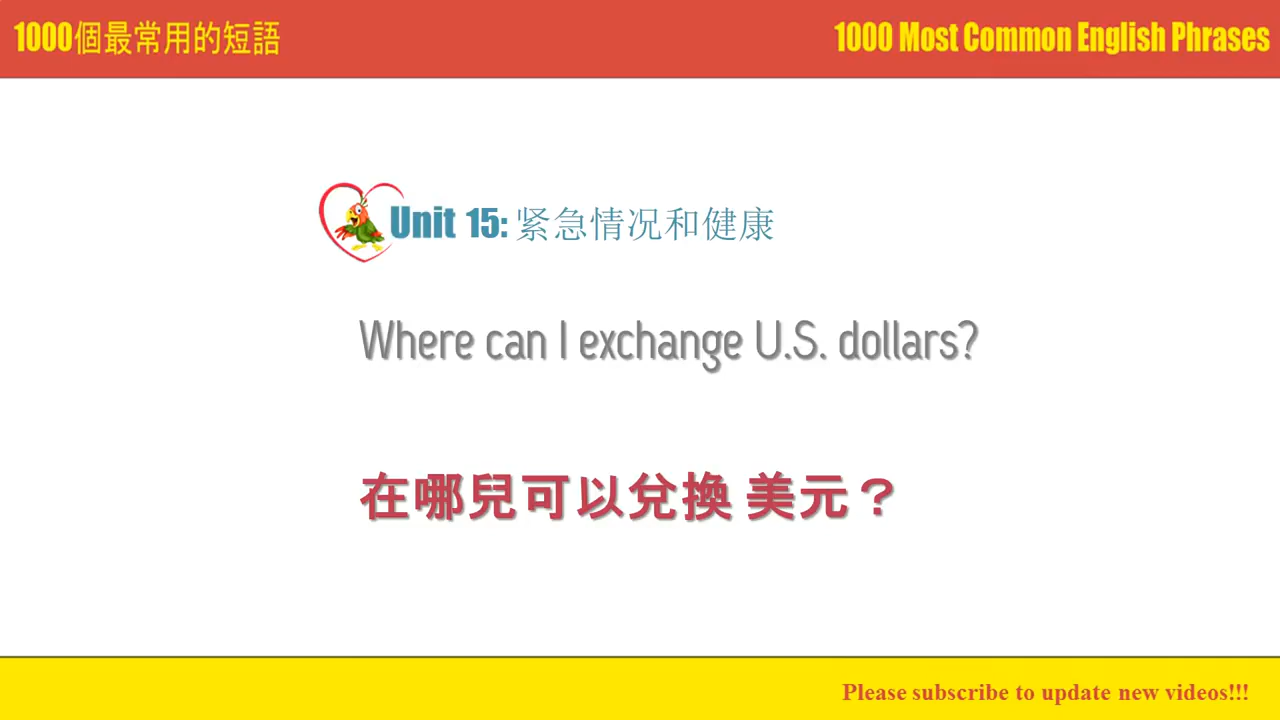 1000個最常用的短語
1000 Most Common English Phrases
Unit 15: 紧急情况和健康
Where can I exchange U.S. dollars?
在哪兒可以兌換 美元？
Please subscribe to update new videos!!!